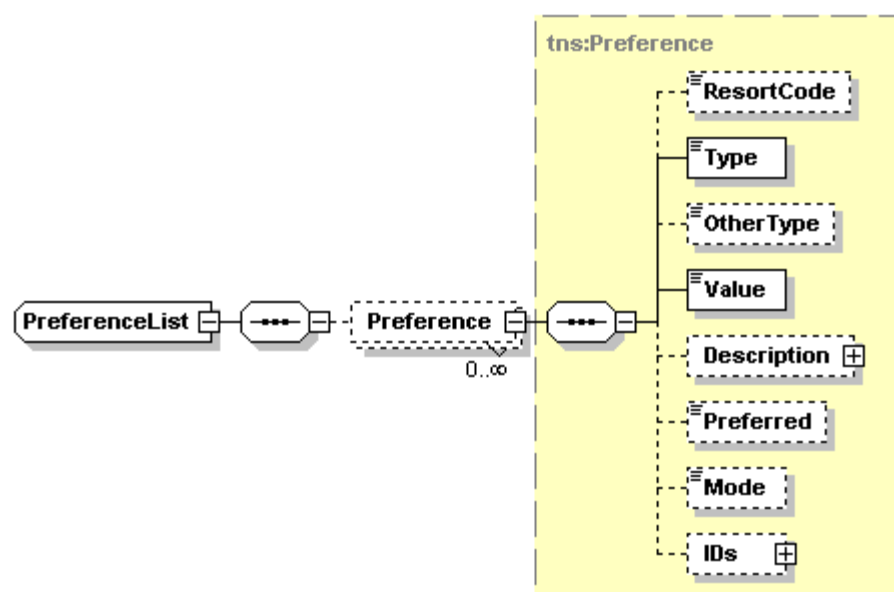 tns:Preference
ResortCode
Type
OtherType
Value
PreferenceList
Preference
0..∞
Description
Preferred
Mode
IDs